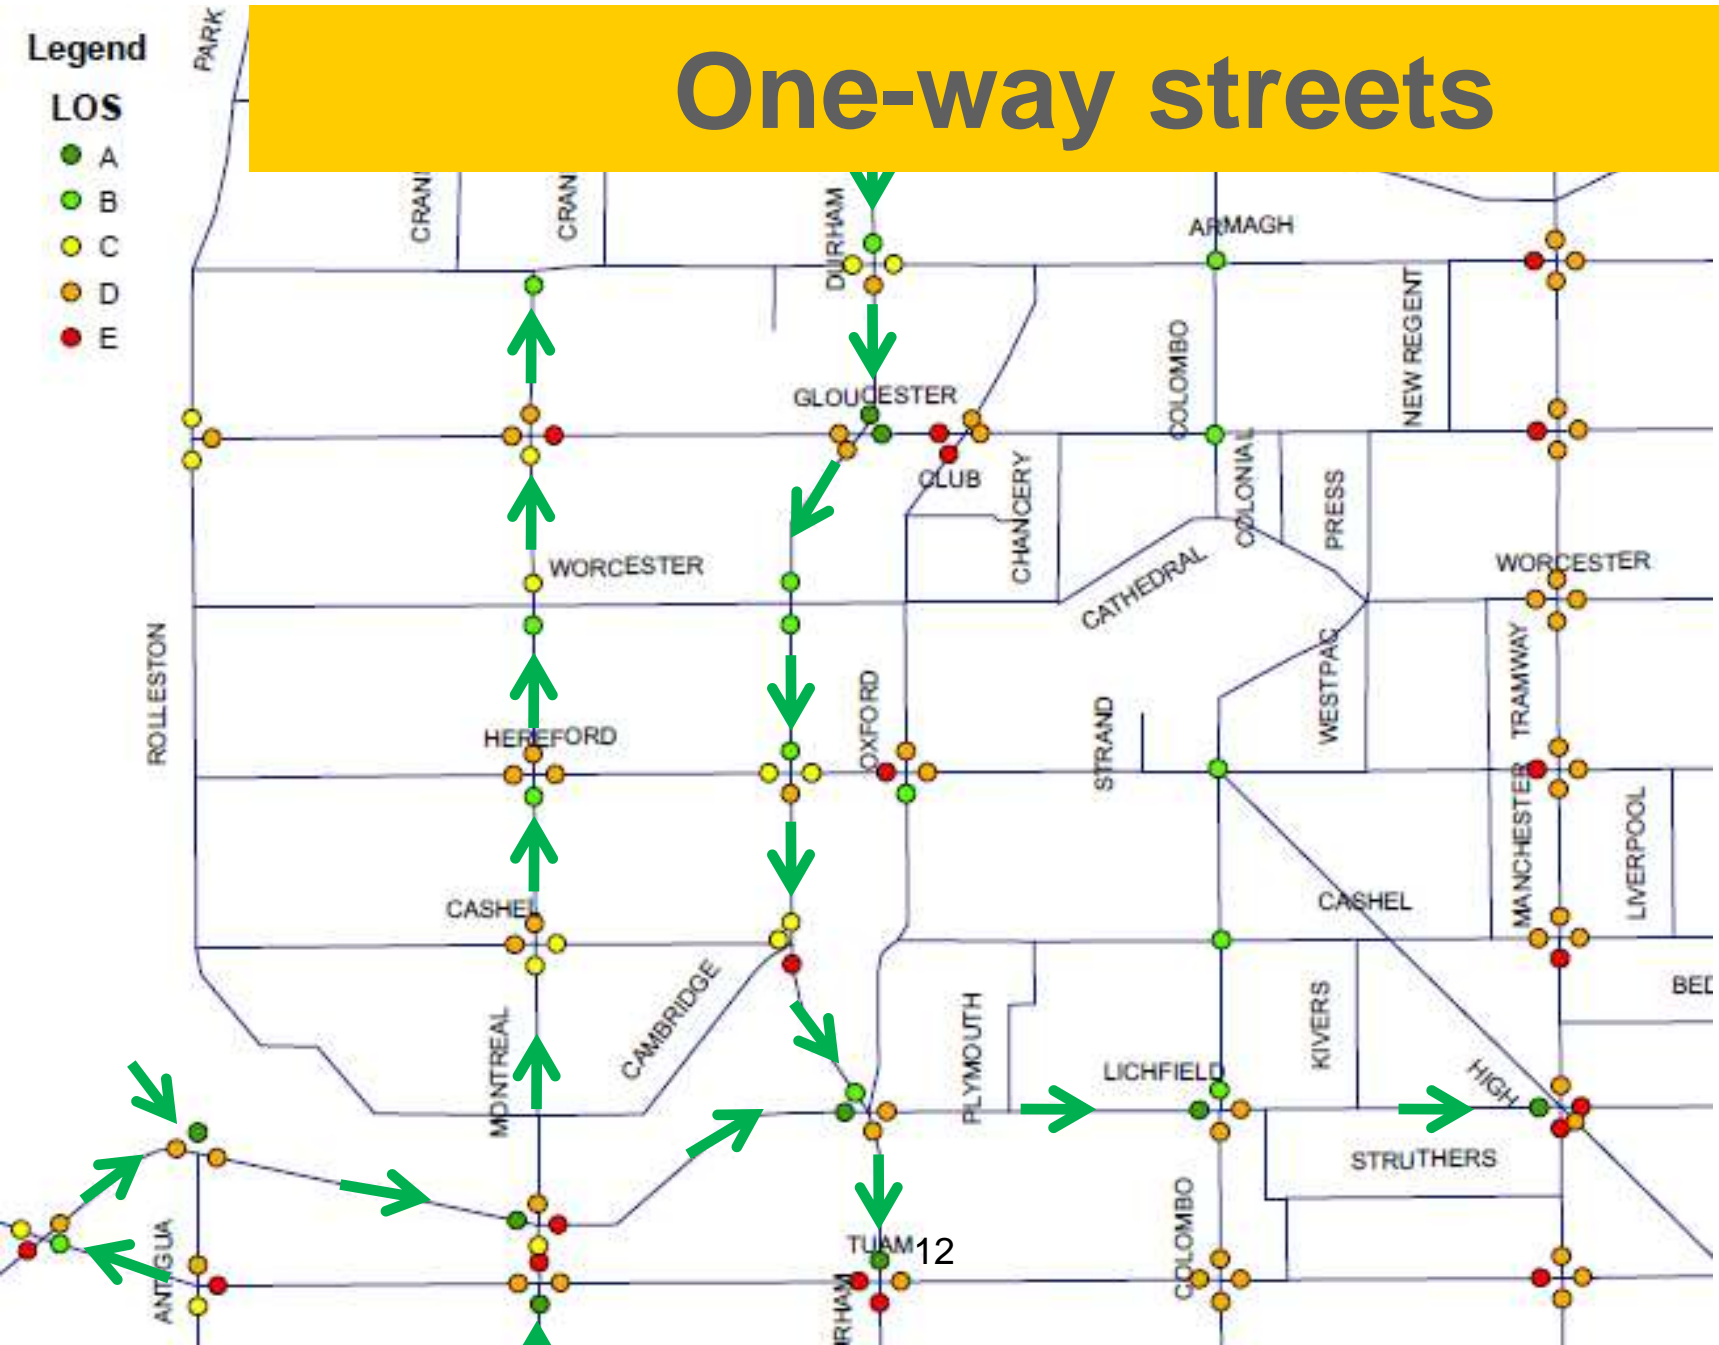 One-way streets
Legend
LOS
A
B
C
D
E
PARK
CRAN
CRAN
DURHAM
ARMAGH
NEW REGENT
COLOMBO
GLOUCESTER
CLUB
CHANCERY
COLONIAL
PRESS
WORCESTER
WORCESTER
CATHEDRAL
ROLLESTON
OXFORD
STRAND
WESTPAC
TRAMWAY
HEREFORD
MANCHESTER
LIVERPOOL
CASHEL
CASHEL
BED
CAMBRIDGE
MONTREAL
PLYMOUTH
KIVERS
LICHFIELD
HIGH
STRUTHERS
ANTIGUA
COLOMBO
TUAM
12
RHAM